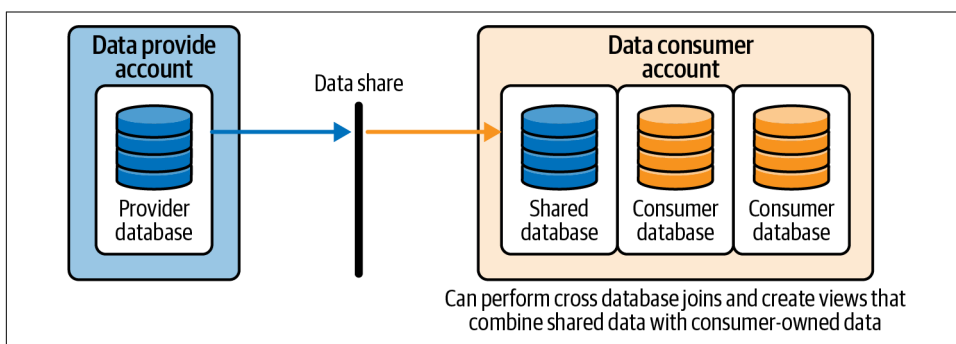 Data provide
account
Provider
database
Data share
Data consumer
account
Shared
database
Consumer
database
Consumer
database
Can perform cross database joins and create views that
combine shared data with consumer-owned data